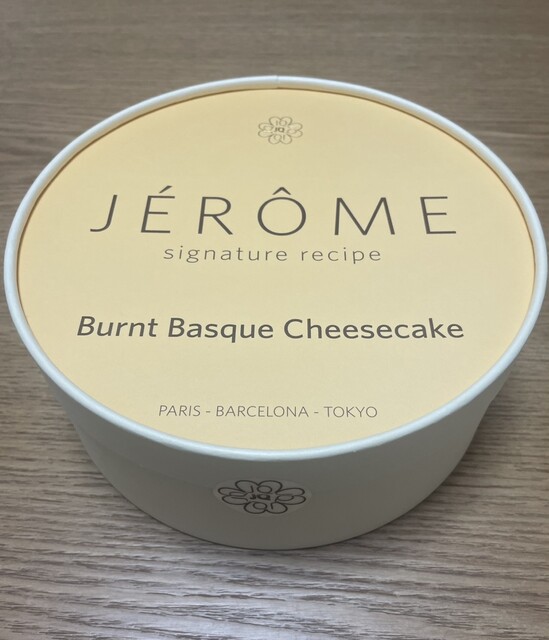 JÉRÔME
signature recipe
Burnt Basque Cheesecake
PARIS - BARCELONA - TOKYO